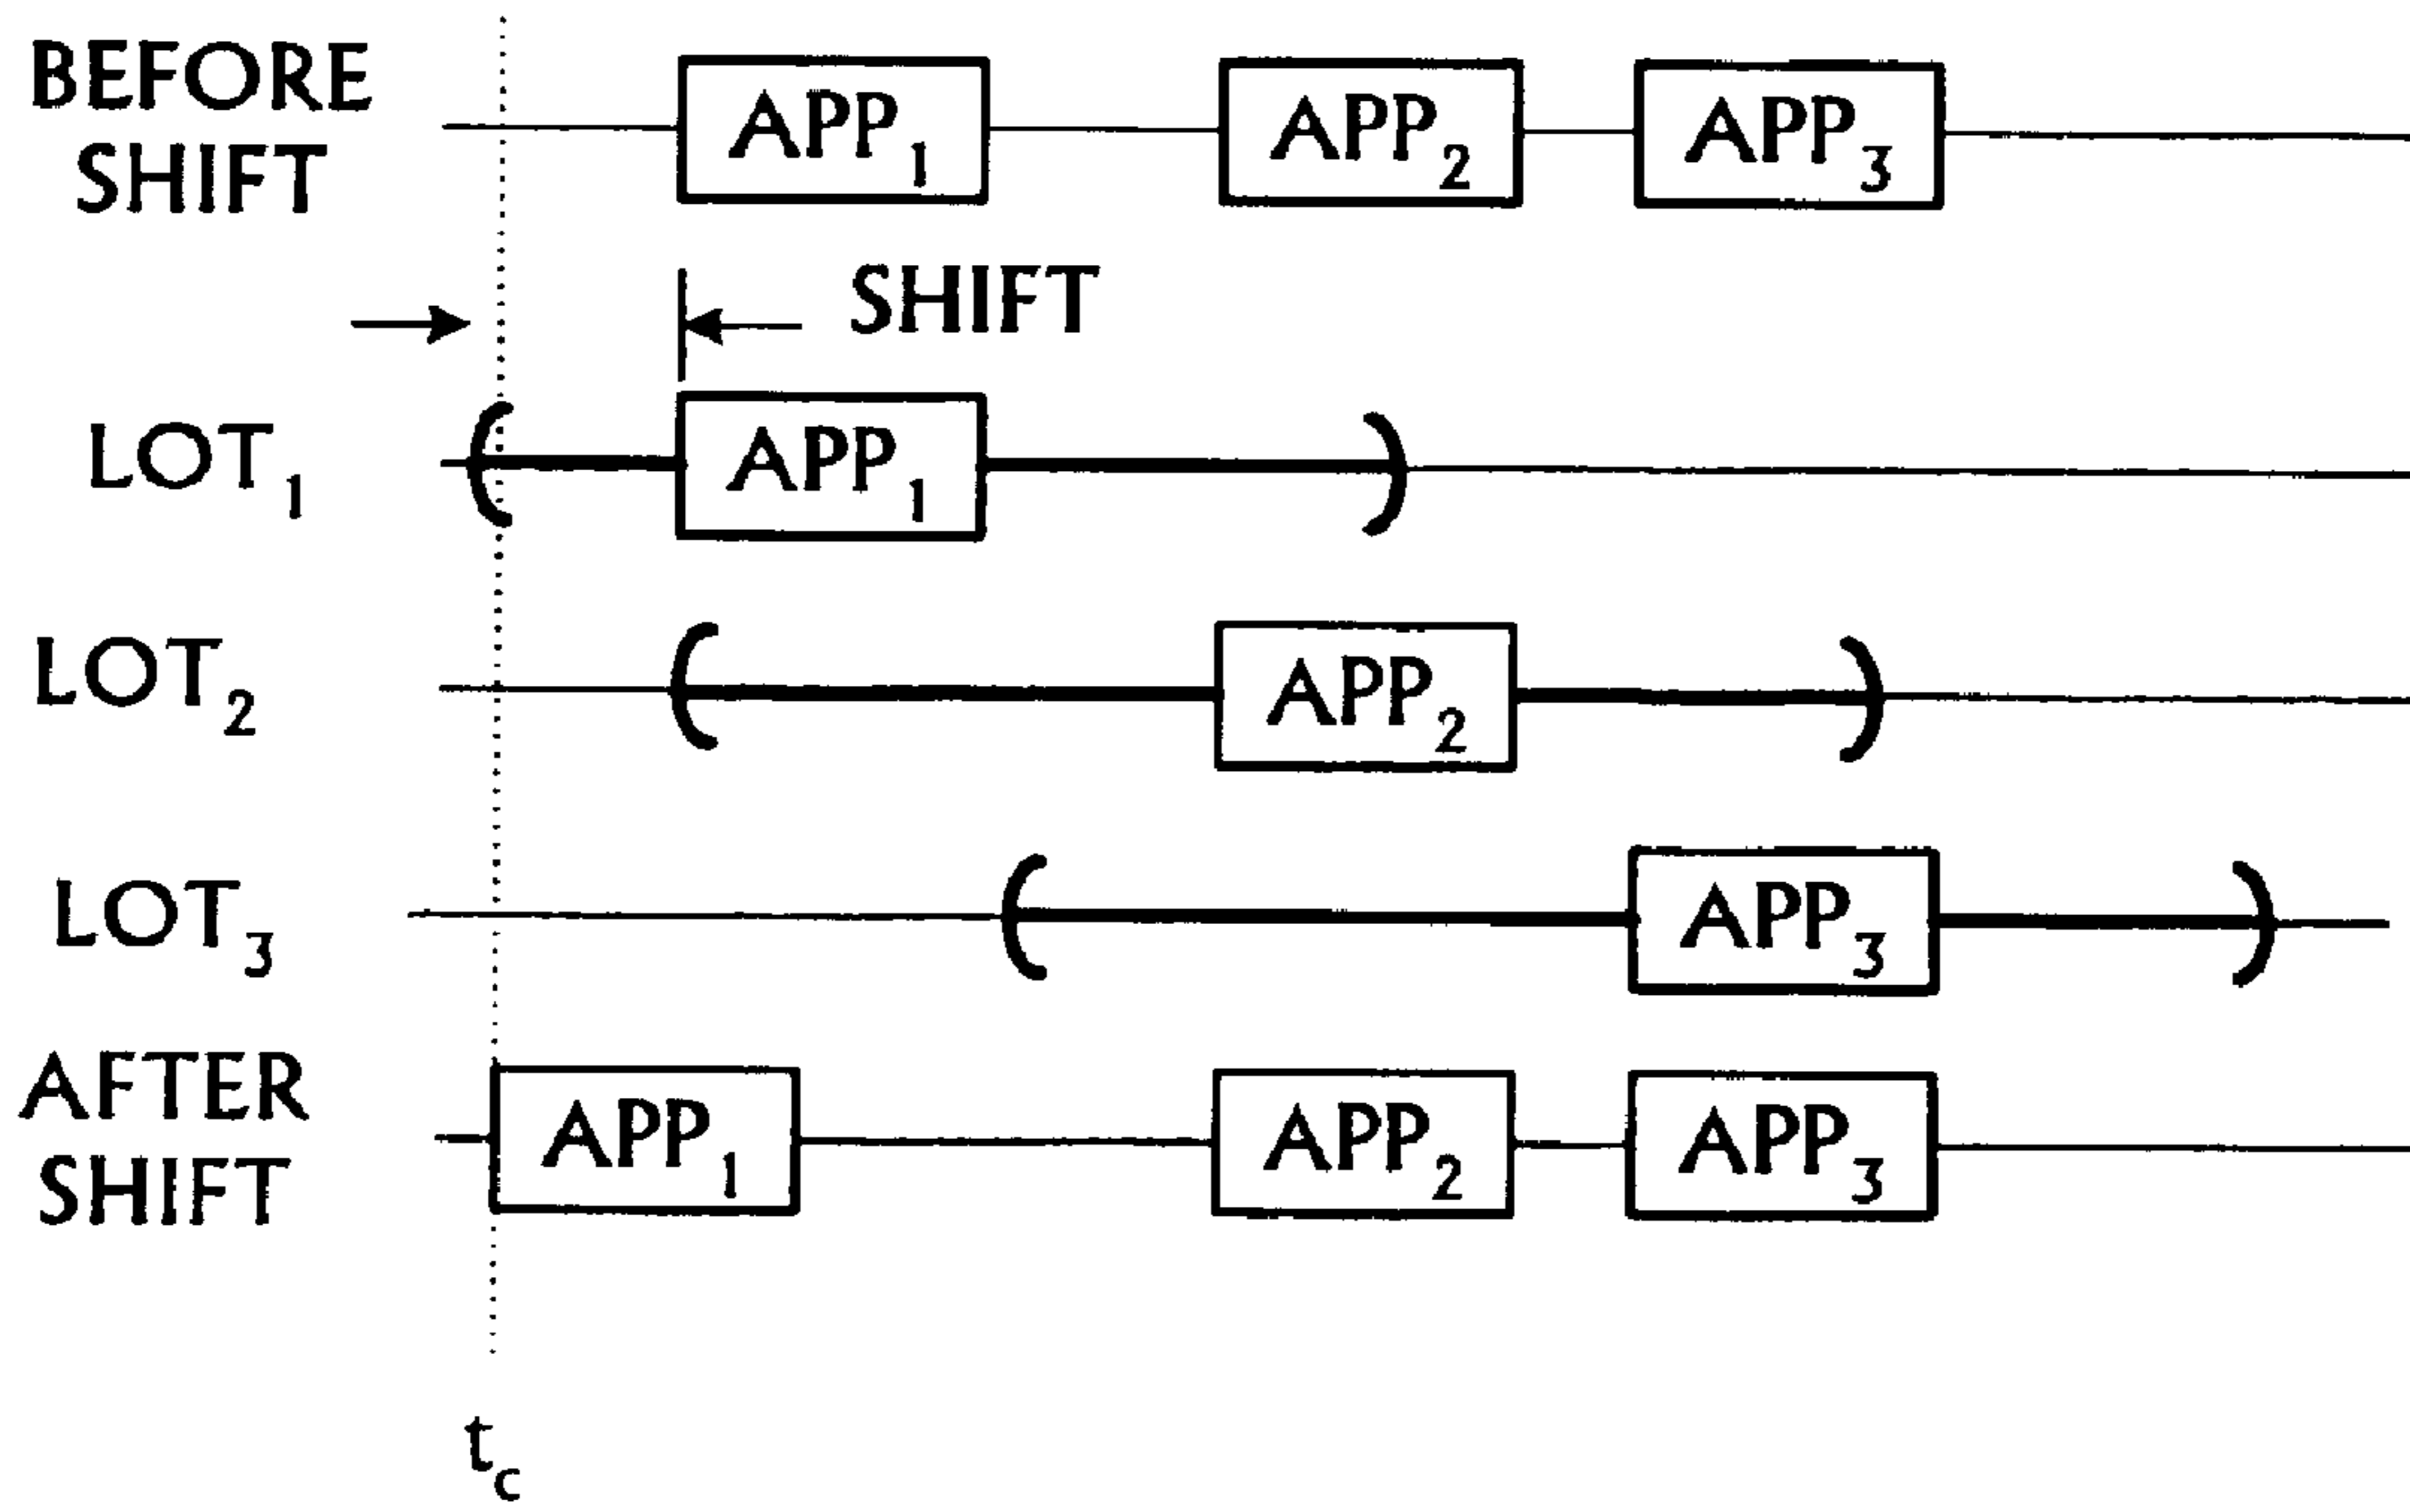 BEFORE
SHIFT
APP1 APP2 APP3
SHIFT
LOT1 APP1
LOT2 APP2
LOT3 APP3
AFTER
SHIFT
APP1 APP2 APP3
tc